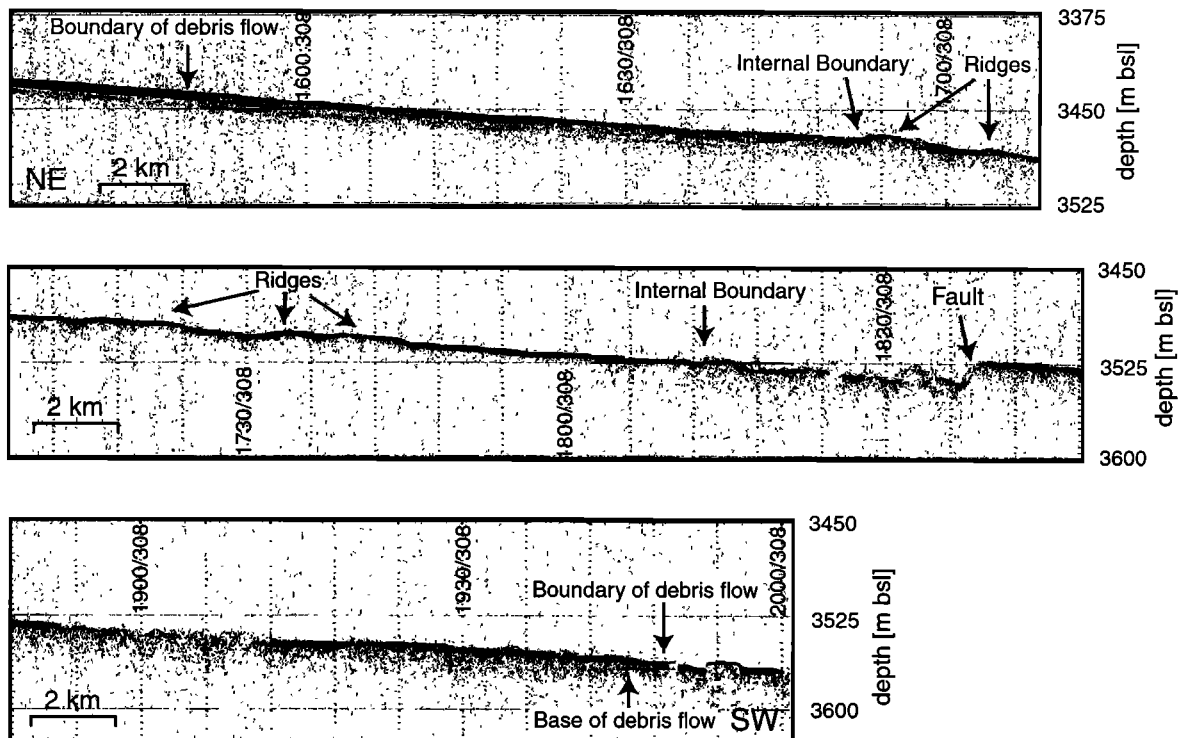 Boundary of debris flow
1600/308
1630/308
Internal Boundary
1700/308
Ridges
3375
3450
3525
depth [m bsl]
NE
2 km
Ridges
1730/308
1800/308
Internal Boundary
1820/308
Fault
3450
3525
3600
depth [m bsl]
2 km
1900/308
1930/308
Boundary of debris flow
2000/308
3450
3525
3600
depth [m bsl]
2 km
Base of debris flow
SW